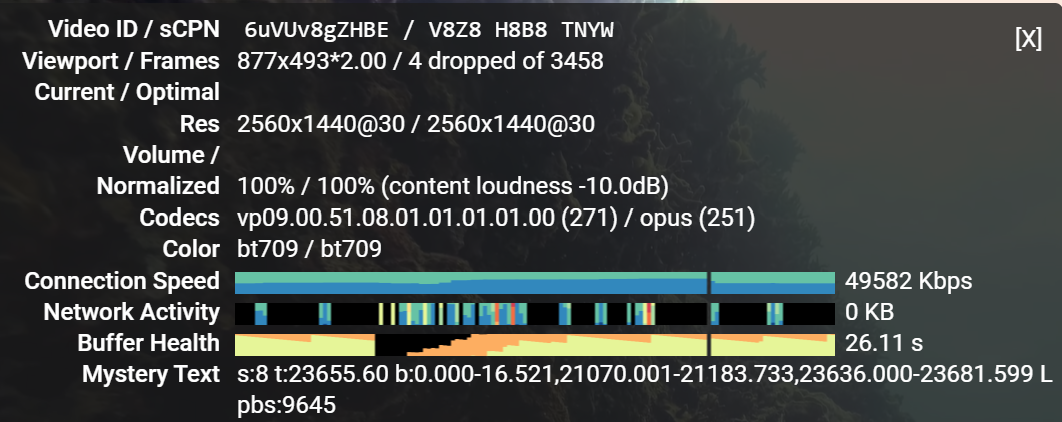 Video ID / sCPN 6uVUv8gZHBE / V8Z8 H8B8 TNYW
[X]
Viewport / Frames 877x493*2.00 / 4 dropped of 3458
Current / Optimal
Res 2560x1440@30 / 2560x1440@30
Volume /
Normalized 100% / 100% (content loudness -10.0dB)
Codecs vp09.00.51.08.01.01.01.01.00 (271) / opus (251)
Color bt709 / bt709
Connection Speed 49582 Kbps
Network Activity 0 KB
Buffer Health 26.11 s
Mystery Text s:8 t:23655.60 b:0.000-16.521,21070.001-21183.733,23636.000-23681.599 L
pbs:9645